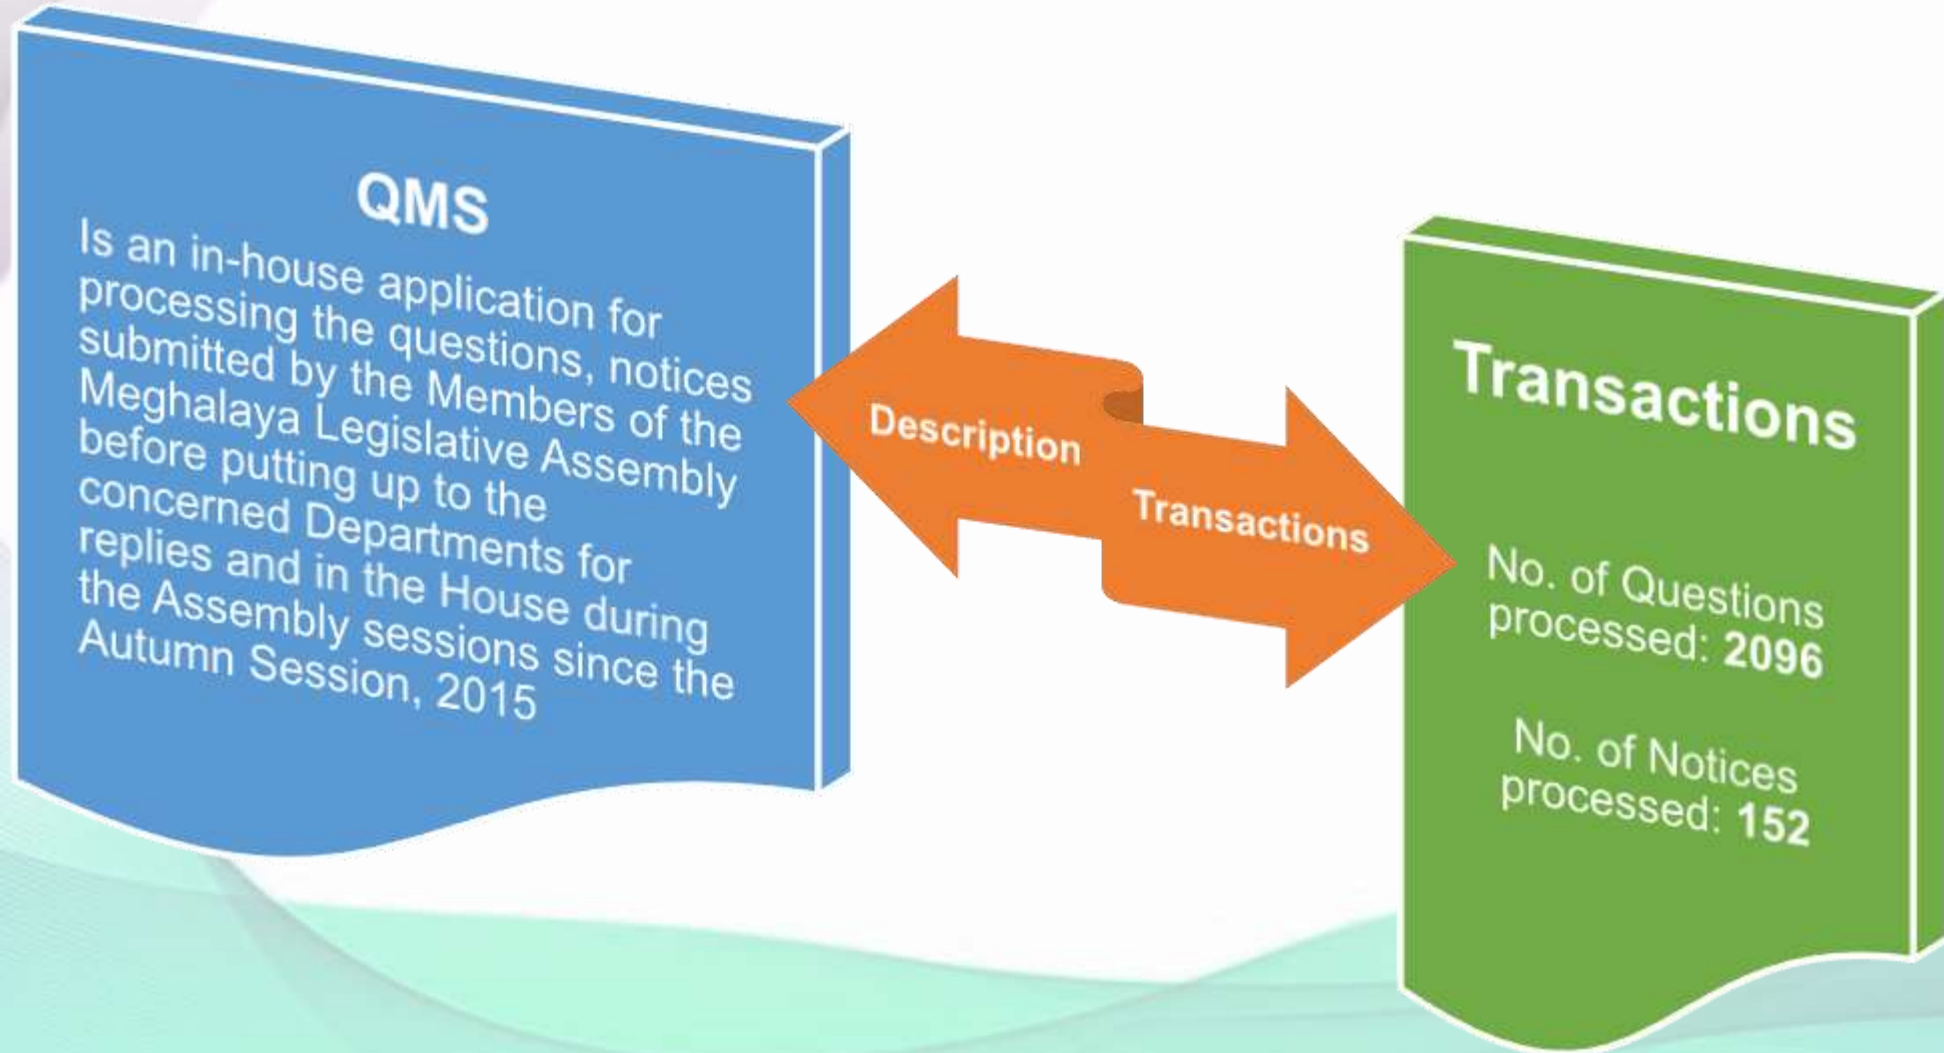 QMS
Is an in-house application for
processing the questions, notices
submitted by the Members of the
Meghalaya Legislative Assembly
before putting up to the
concerned Departments for
replies and in the House during
the Assembly sessions since the
Autumn Session, 2015
Description
Transactions
Transactions
No. of Questions
processed: 2096
No. of Notices
processed: 152